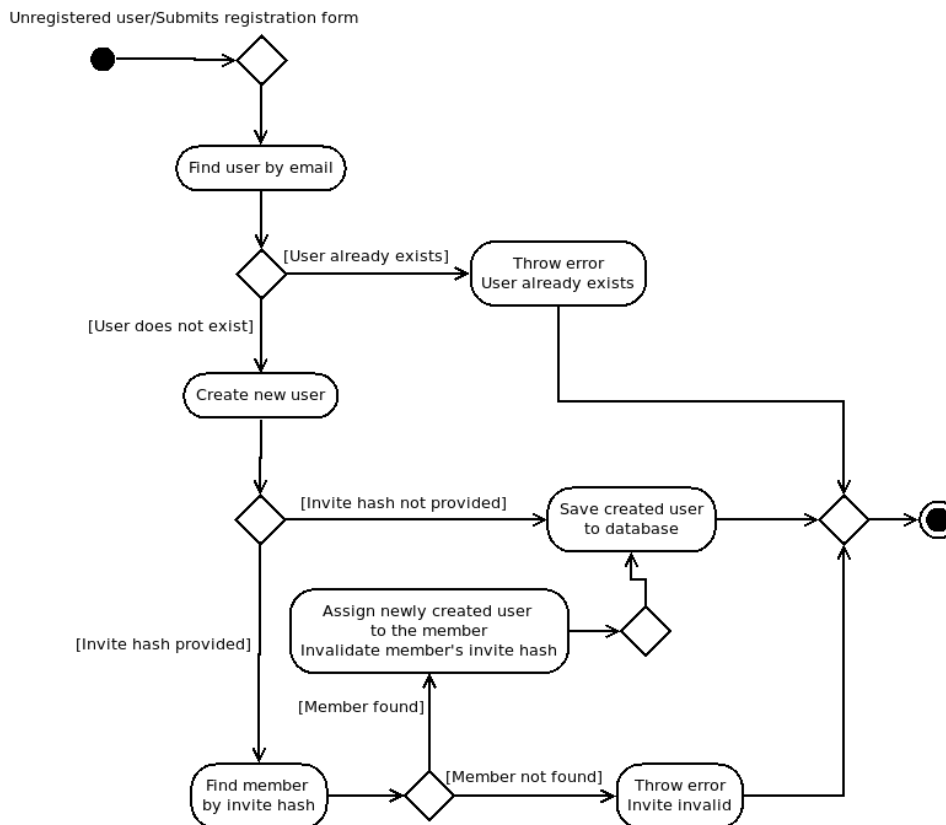 Unregistered user/Submits registration form
Find user by email
[User already exists]
Throw error
User already exists
[User does not exist]
Create new user
[Invite hash not provided]
Save created user
to database
Assign newly created user
to the member
Invalidate member's invite hash
[Invite hash provided]
[Member found]
Find member
by invite hash
[Member not found]
Throw error
Invite invalid